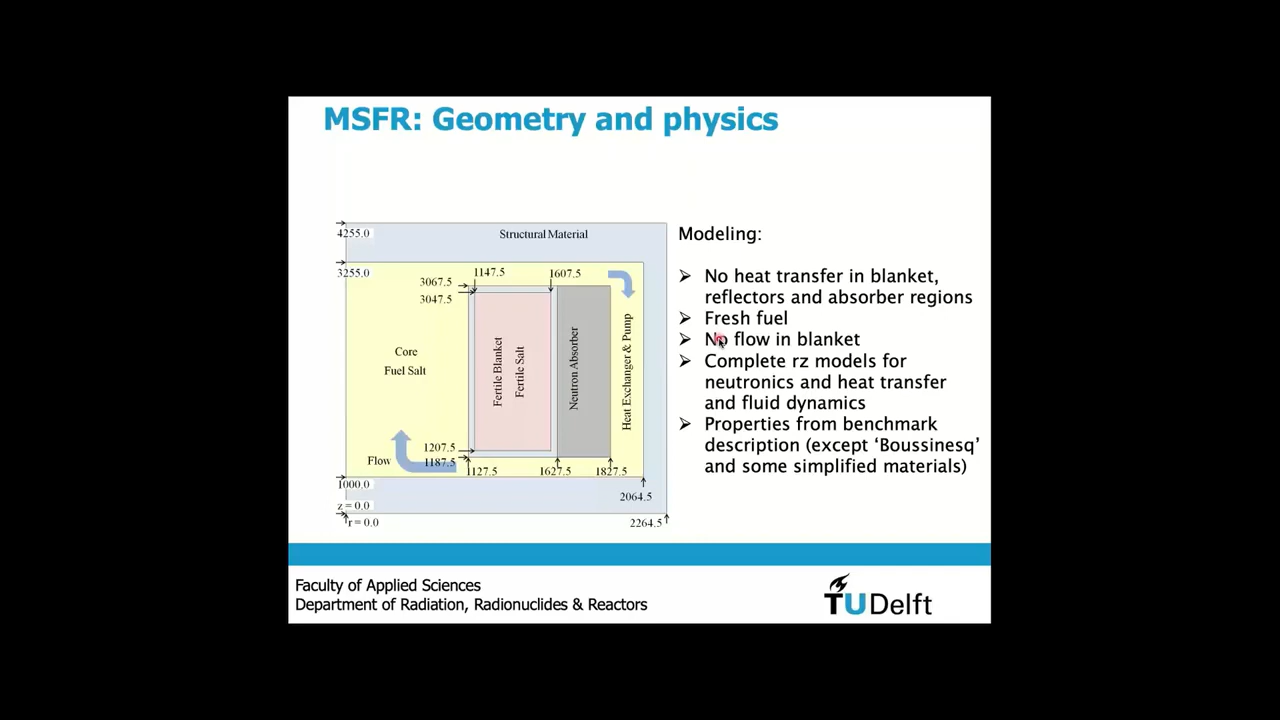 MSFR: Geometry and physics
4255.0
Structural Material
3255.0
1147.5
1607.5
3067.5
3047.5
Core
Fuel Salt
Fertile Blanket
Fertile Salt
Neutron Absorber
Heat Exchanger & Pump
Flow
1207.5
1187.5
1127.5
1627.5
1827.5
1000.0
2064.5
z = 0.0
r = 0.0
2264.5
Modeling:
No heat transfer in blanket,
reflectors and absorber regions
Fresh fuel
No flow in blanket
Complete rz models for
neutronics and heat transfer
and fluid dynamics
Properties from benchmark
description (except ‘Boussinesq’
and some simplified materials)
Faculty of Applied Sciences
Department of Radiation, Radionuclides & Reactors
TUDelft